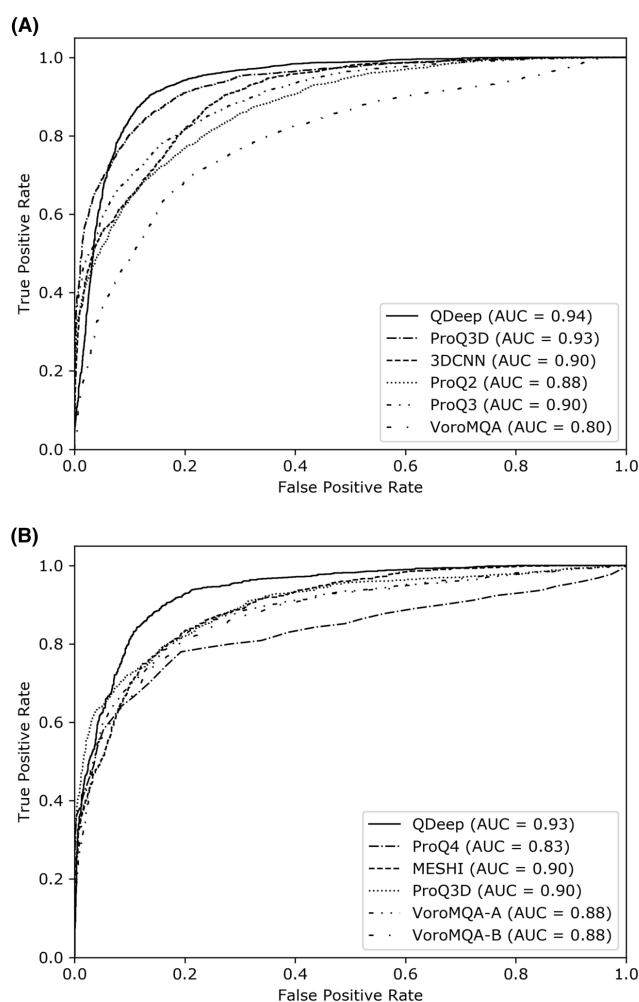 (A)
1.0
0.8
0.6
0.4
0.2
0.0
True Positive Rate
QDeep (AUC = 0.94)
ProQ3D (AUC = 0.93)
3DCNN (AUC = 0.90)
ProQ2 (AUC = 0.88)
ProQ3 (AUC = 0.90)
VoroMQA (AUC = 0.80)
0.0 0.2 0.4 0.6 0.8 1.0
False Positive Rate
(B)
1.0
0.8
0.6
0.4
0.2
0.0
True Positive Rate
QDeep (AUC = 0.93)
ProQ4 (AUC = 0.83)
MESHI (AUC = 0.90)
ProQ3D (AUC = 0.90)
VoroMQA-A (AUC = 0.88)
VoroMQA-B (AUC = 0.88)
0.0 0.2 0.4 0.6 0.8 1.0
False Positive Rate